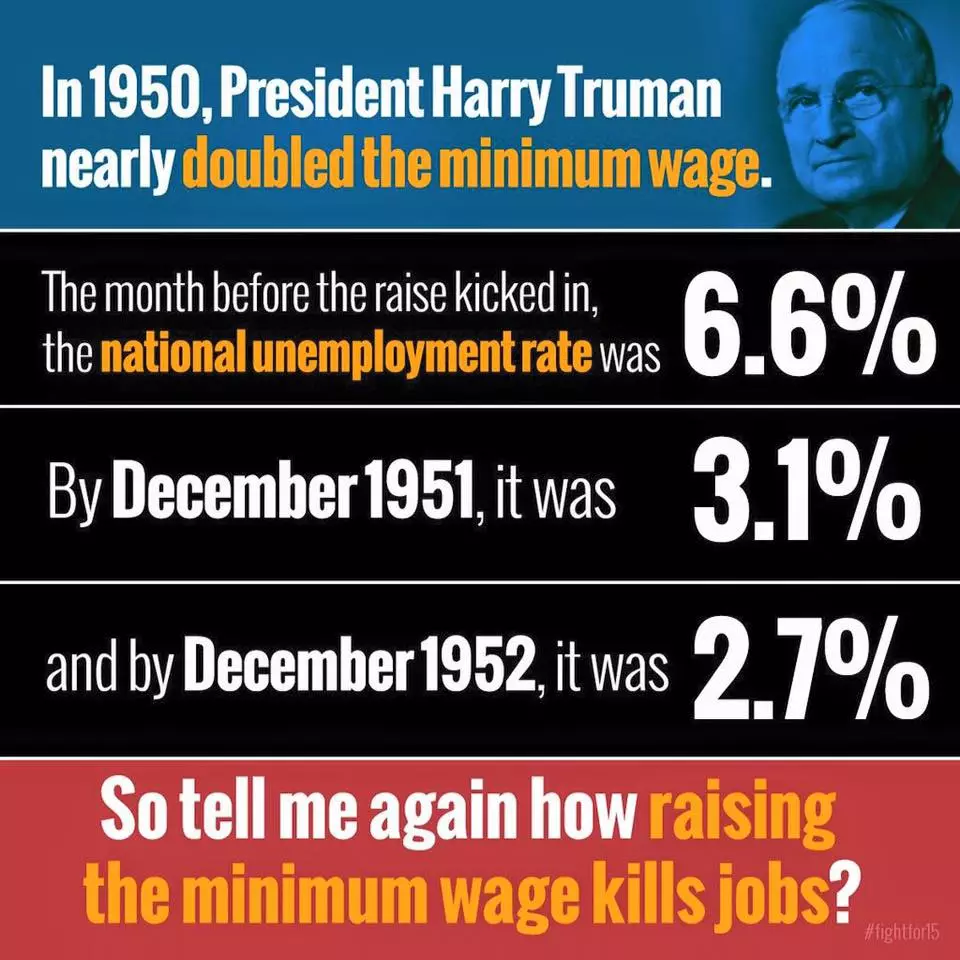 In 1950, President Harry Truman
nearly doubled the minimum wage.
The month before the raise kicked in,
the national unemployment rate was
6.6%
By December 1951, it was
3.1%
and by December 1952, it was
2.7%
So tell me again how raising
the minimum wage kills jobs?
#fightfor15